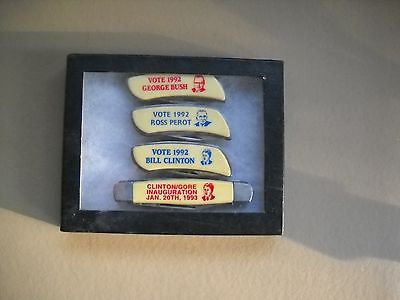 VOTE 1992
GEORGE BUSH
VOTE 1992
ROSS PEROT
VOTE 1992
BILL CLINTON
CLINTON/GORE
INAUGURATION
JAN. 20TH, 1993